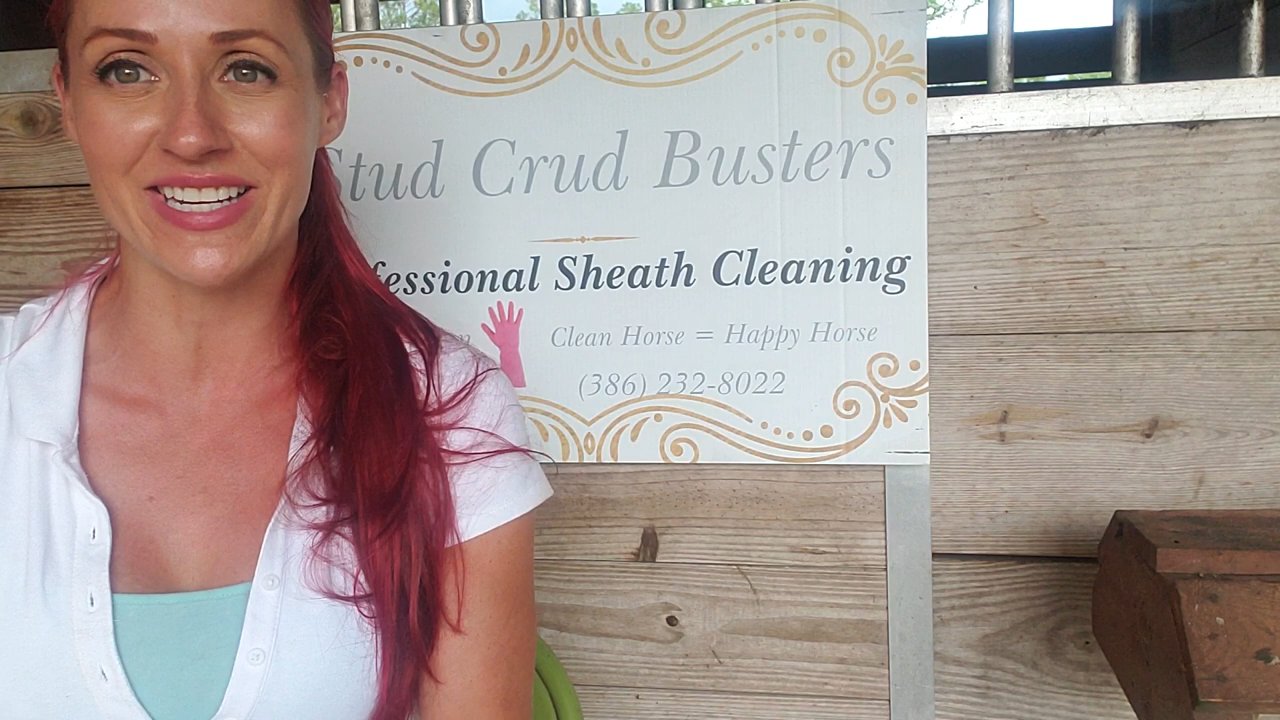 Stud Crud Busters
fessional Sheath Cleaning
Clean Horse = Happy Horse
(386) 232-8022